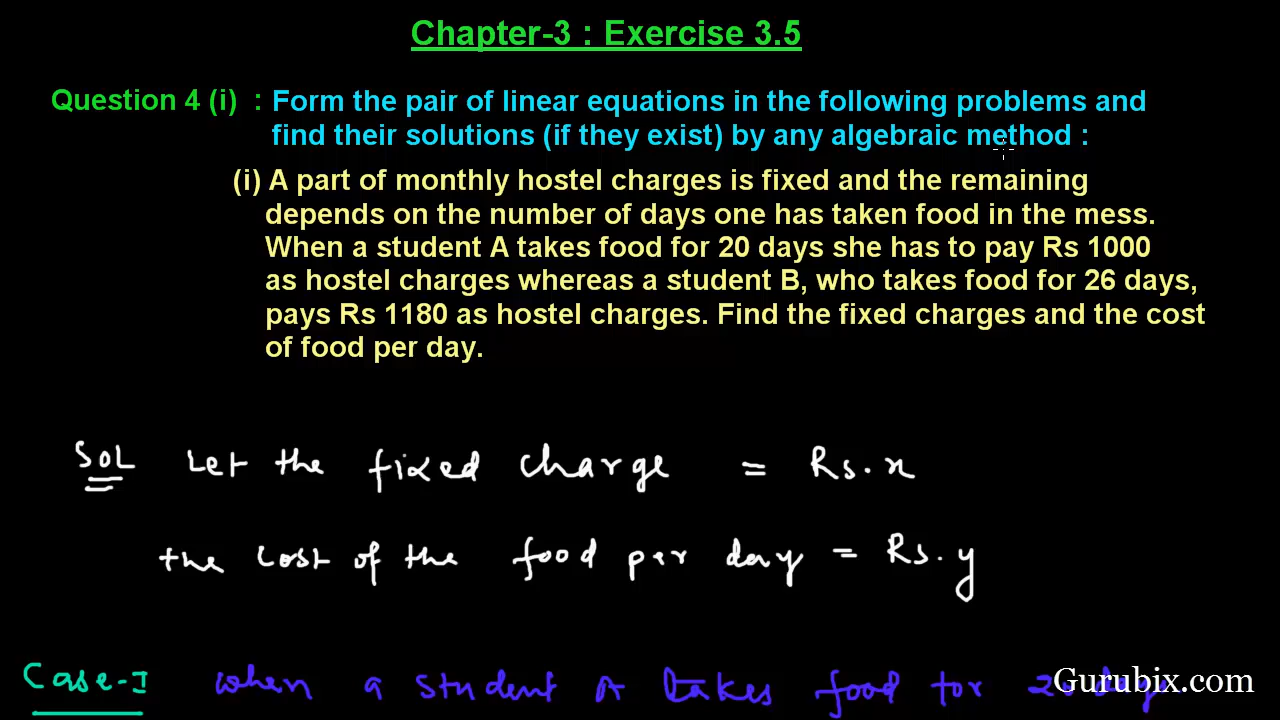 Chapter-3 : Exercise 3.5
Question 4 (i) : Form the pair of linear equations in the following problems and
find their solutions (if they exist) by any algebraic method :
(i) A part of monthly hostel charges is fixed and the remaining
depends on the number of days one has taken food in the mess.
When a student A takes food for 20 days she has to pay Rs 1000
as hostel charges whereas a student B, who takes food for 26 days,
pays Rs 1180 as hostel charges. Find the fixed charges and the cost
of food per day.
Sol Let the fixed charge = Rs. x
the cost of the food per day = Rs. y
Case-I when a student A takes food for 20 days
Gurubix.com